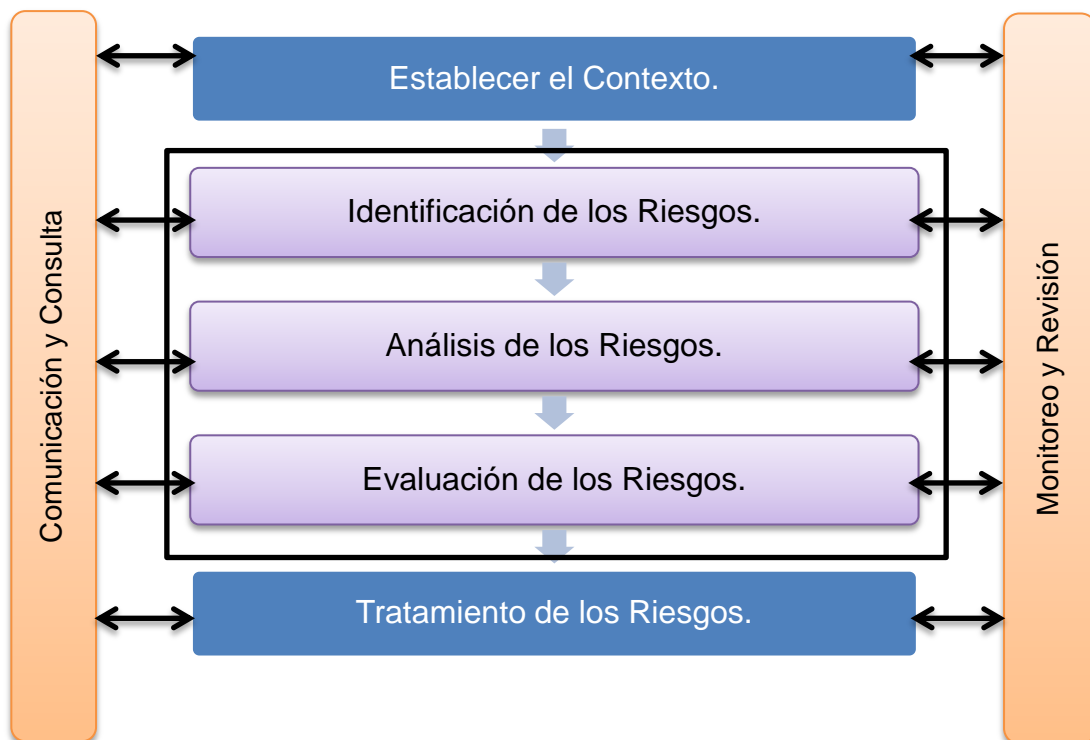 Establecer el Contexto.
Comunicación y Consulta
Identificación de los Riesgos.
Análisis de los Riesgos.
Evaluación de los Riesgos.
Tratamiento de los Riesgos.
Monitoreo y Revisión